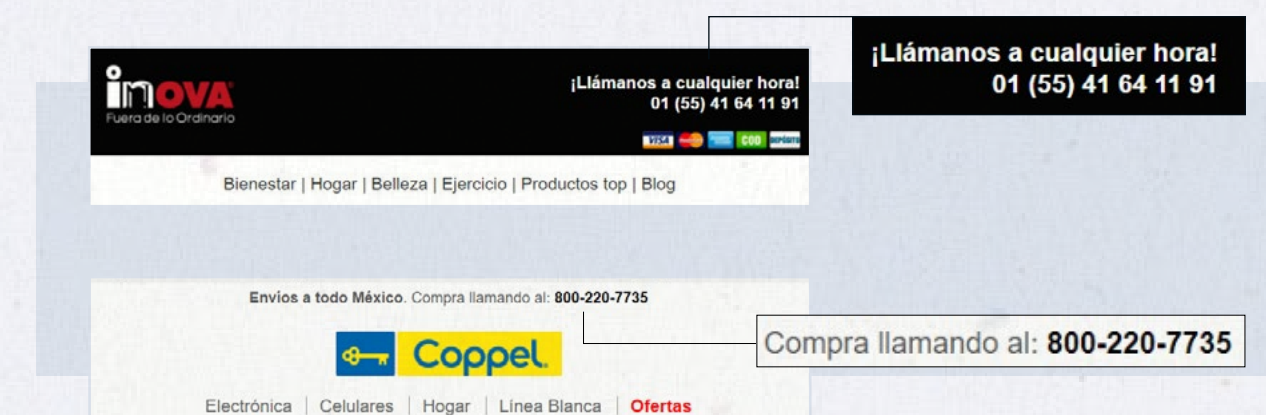 ¡Llámanos a cualquier hora!
01 (55) 41 64 11 91
inOVA
Fuera de lo Ordinario
¡Llámanos a cualquier hora!
01 (55) 41 64 11 91
VISA COD DEPÓSITO
Bienestar | Hogar | Belleza | Ejercicio | Productos top | Blog
Envíos a todo México. Compra llamando al: 800-220-7735
Compra llamando al: 800-220-7735
Coppel.
Electrónica | Celulares | Hogar | Línea Blanca | Ofertas